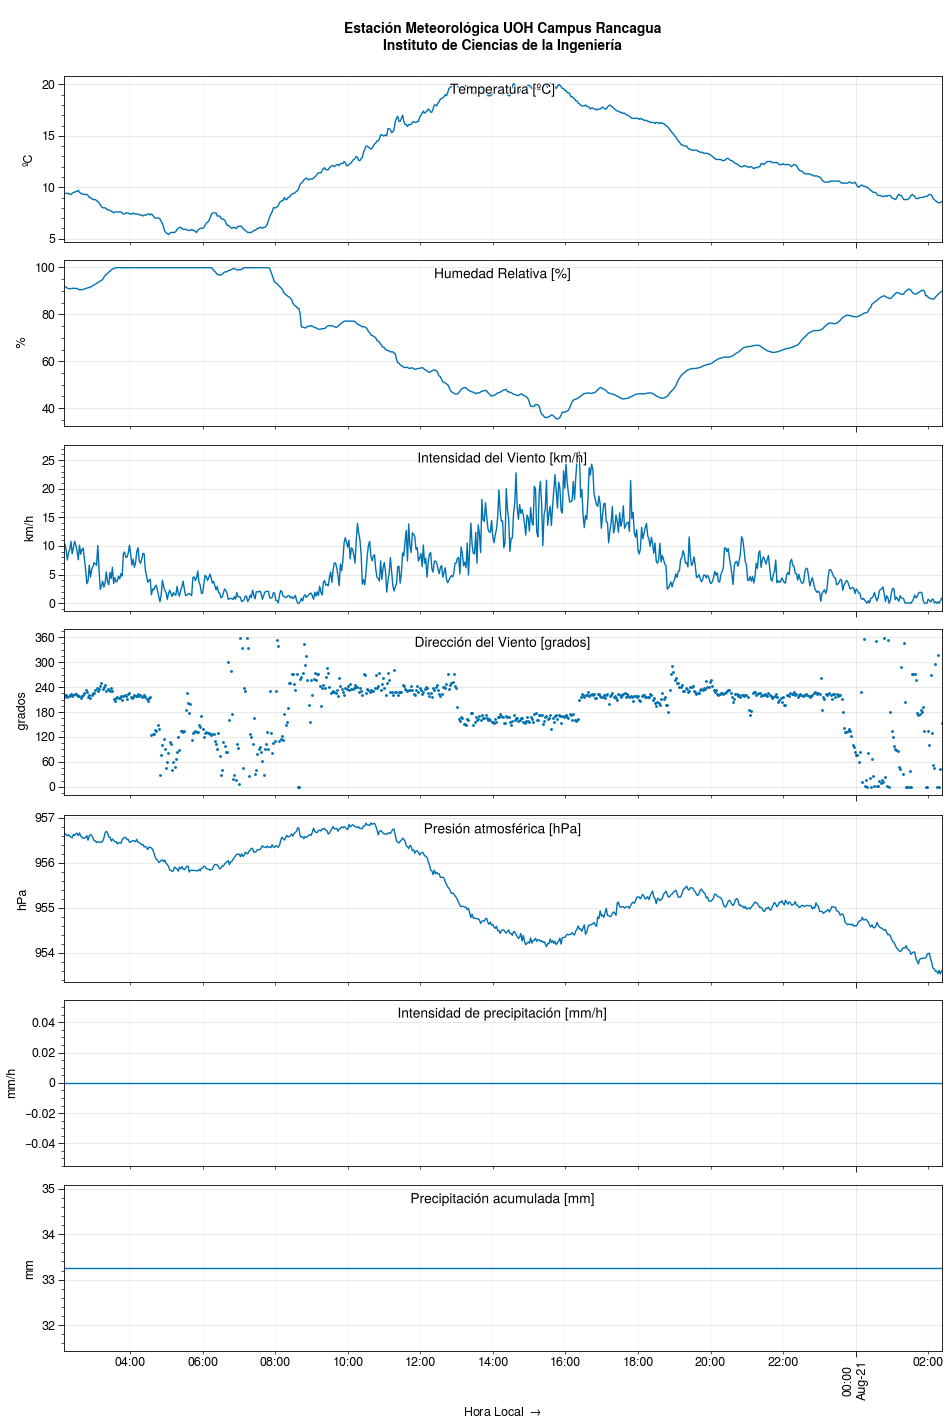 Estación Meteorológica UOH Campus Rancagua
Instituto de Ciencias de la Ingeniería
Temperatura [ºC]
ºC
20
15
10
5
Humedad Relativa [%]
%
100
80
60
40
Intensidad del Viento [km/h]
km/h
25
20
15
10
5
0
Dirección del Viento [grados]
grados
360
300
240
180
120
60
0
Presión atmosférica [hPa]
hPa
957
956
955
954
Intensidad de precipitación [mm/h]
mm/h
0.04
0.02
0
−0.02
−0.04
Precipitación acumulada [mm]
mm
35
34
33
32
04:00 06:00 08:00 10:00 12:00 14:00 16:00 18:00 20:00 22:00 00:00 02:00
Aug-21
Hora Local →